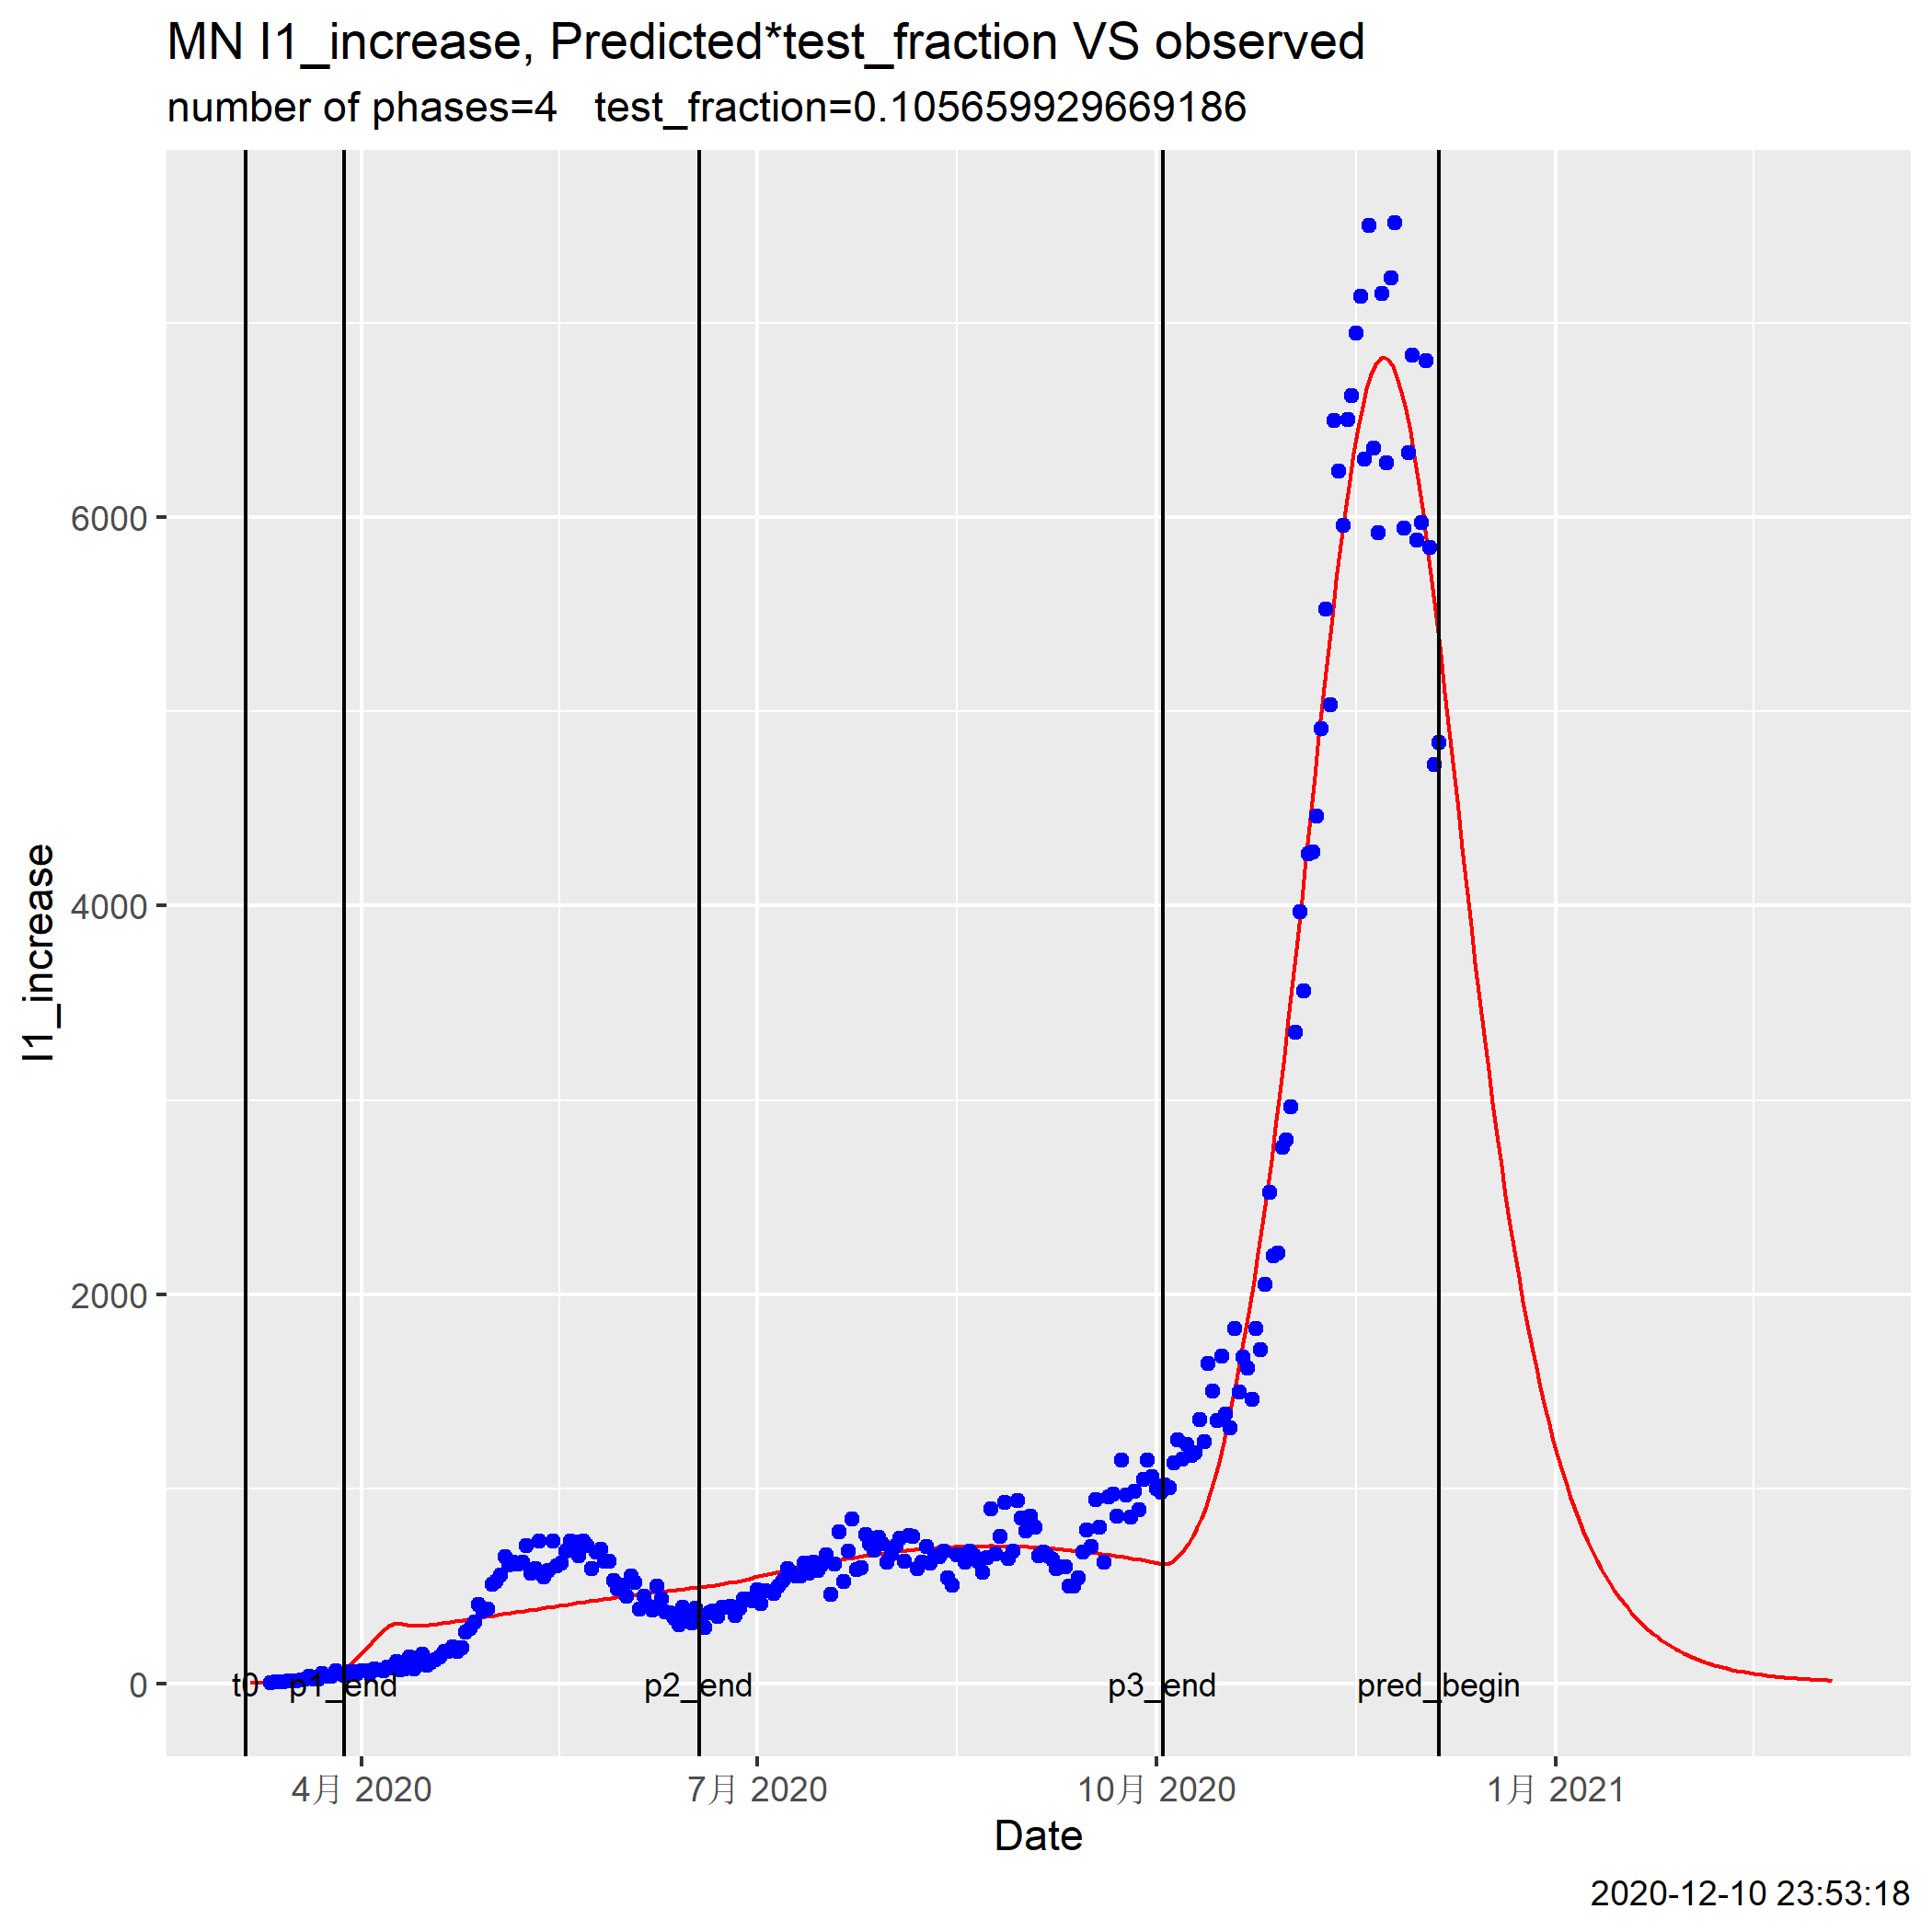 MN I1_increase, Predicted*test_fraction VS observed
number of phases=4 test_fraction=0.105659929669186
I1_increase
6000
4000
2000
0
t0 p1_end p2_end p3_end pred_begin
4月 2020 7月 2020 10月 2020 1月 2021
Date
2020-12-10 23:53:18